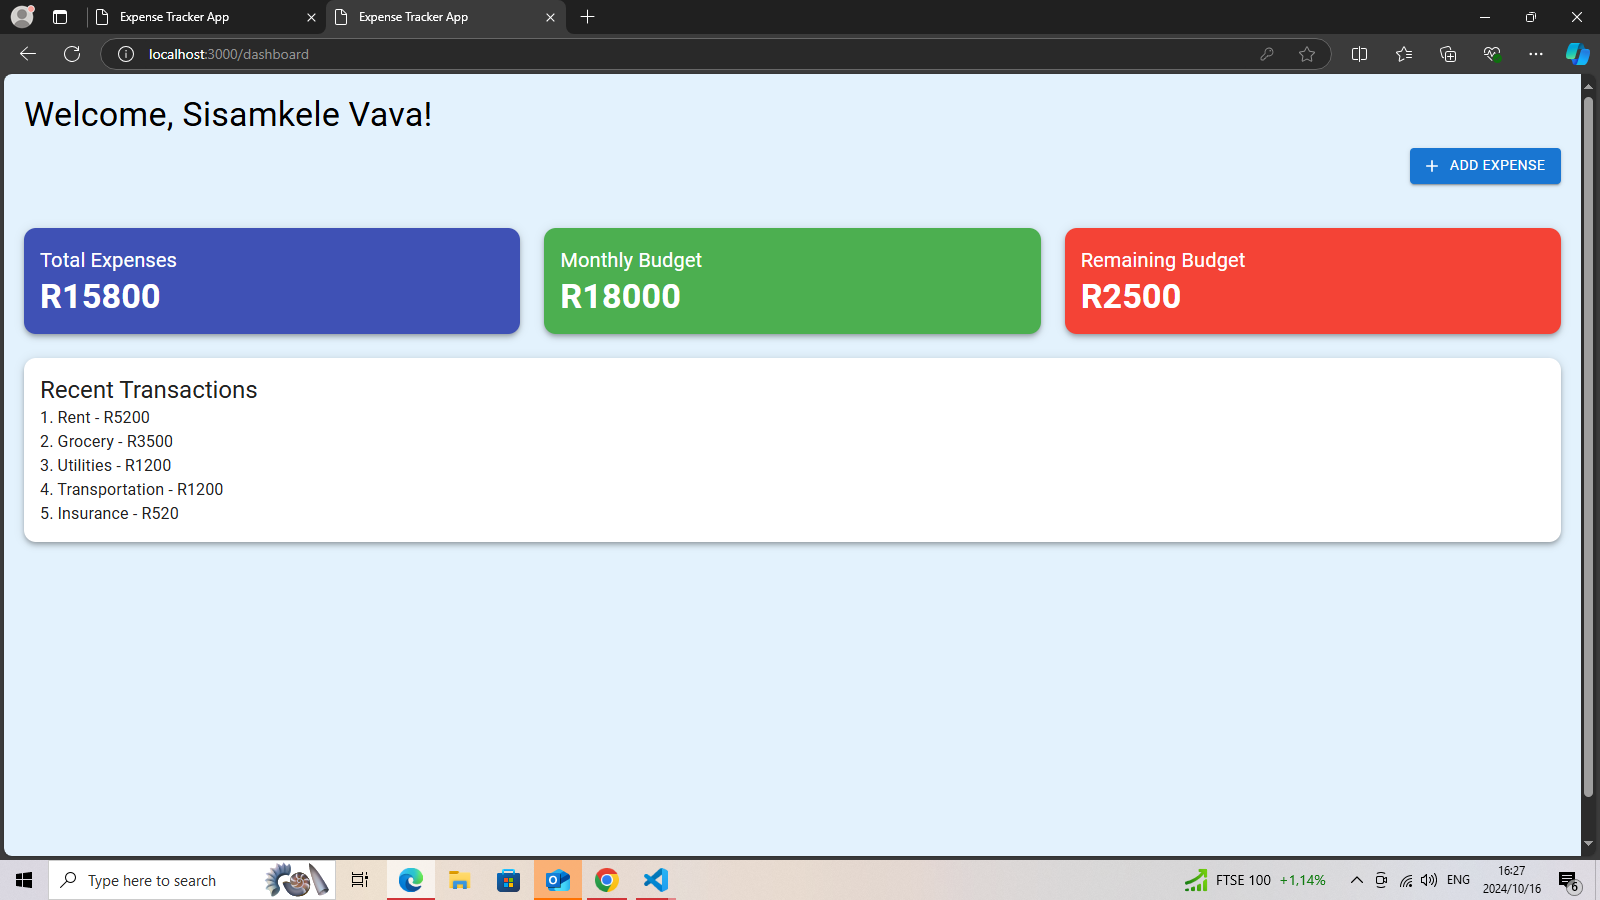 Expense Tracker App
Expense Tracker App
localhost:3000/dashboard
Welcome, Sisamkele Vava!
ADD EXPENSE
Total Expenses
R15800
Monthly Budget
R18000
Remaining Budget
R2500
Recent Transactions
1. Rent - R5200
2. Grocery - R3500
3. Utilities - R1200
4. Transportation - R1200
5. Insurance - R520
Type here to search
FTSE 100 +1,14%
ENG
16:27
2024/10/16
6